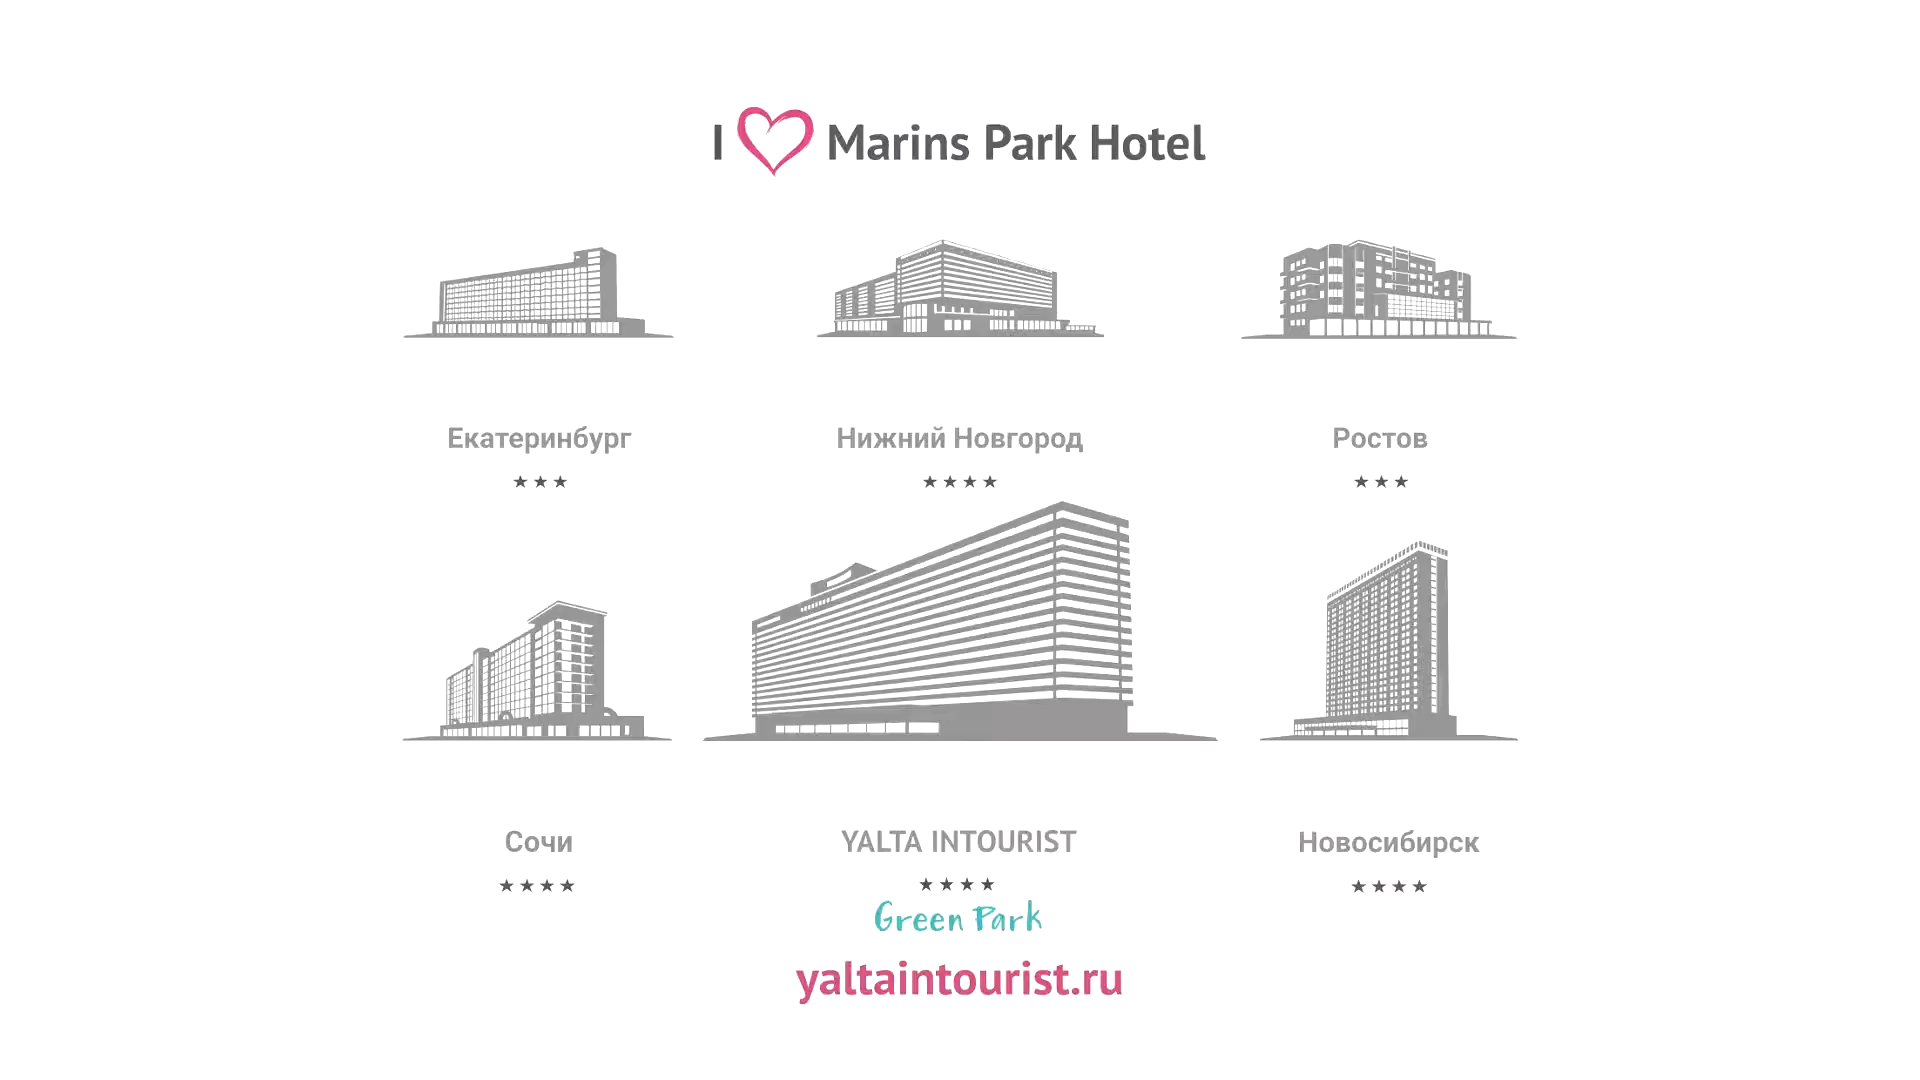 I Marins Park Hotel
Екатеринбург
Нижний Новгород
Ростов
Сочи
YALTA INTOURIST
Green Park
Новосибирск
yaltaintourist.ru